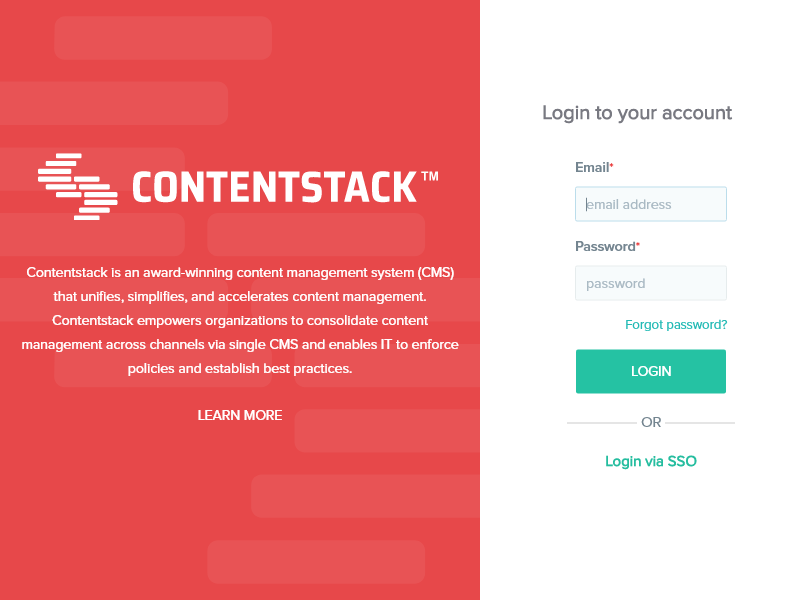 CONTENTSTACK™
Contentstack is an award-winning content management system (CMS)
that unifies, simplifies, and accelerates content management.
Contentstack empowers organizations to consolidate content
management across channels via single CMS and enables IT to enforce
policies and establish best practices.
LEARN MORE
Login to your account
Email*
email address
Password*
password
Forgot password?
LOGIN
OR
Login via SSO